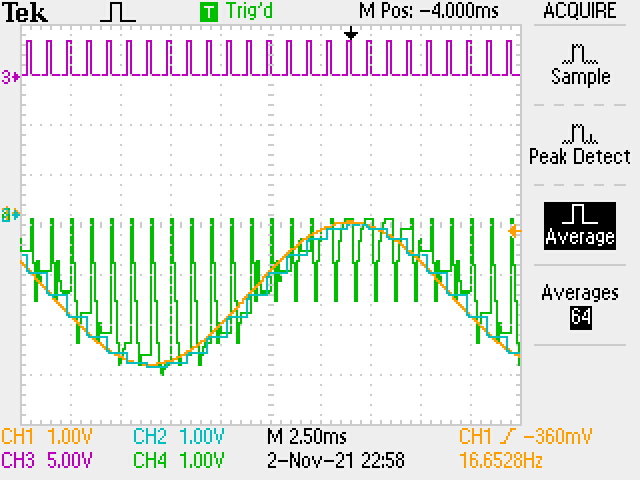 Tek T Trig'd M Pos: -4.000ms ACQUIRE
Sample
3
Peak Detect
Average
Averages
64
CH1 1.00V CH2 1.00V M 2.50ms CH1 -360mV
CH3 5.00V CH4 1.00V 2-Nov-21 22:58 16.6528Hz